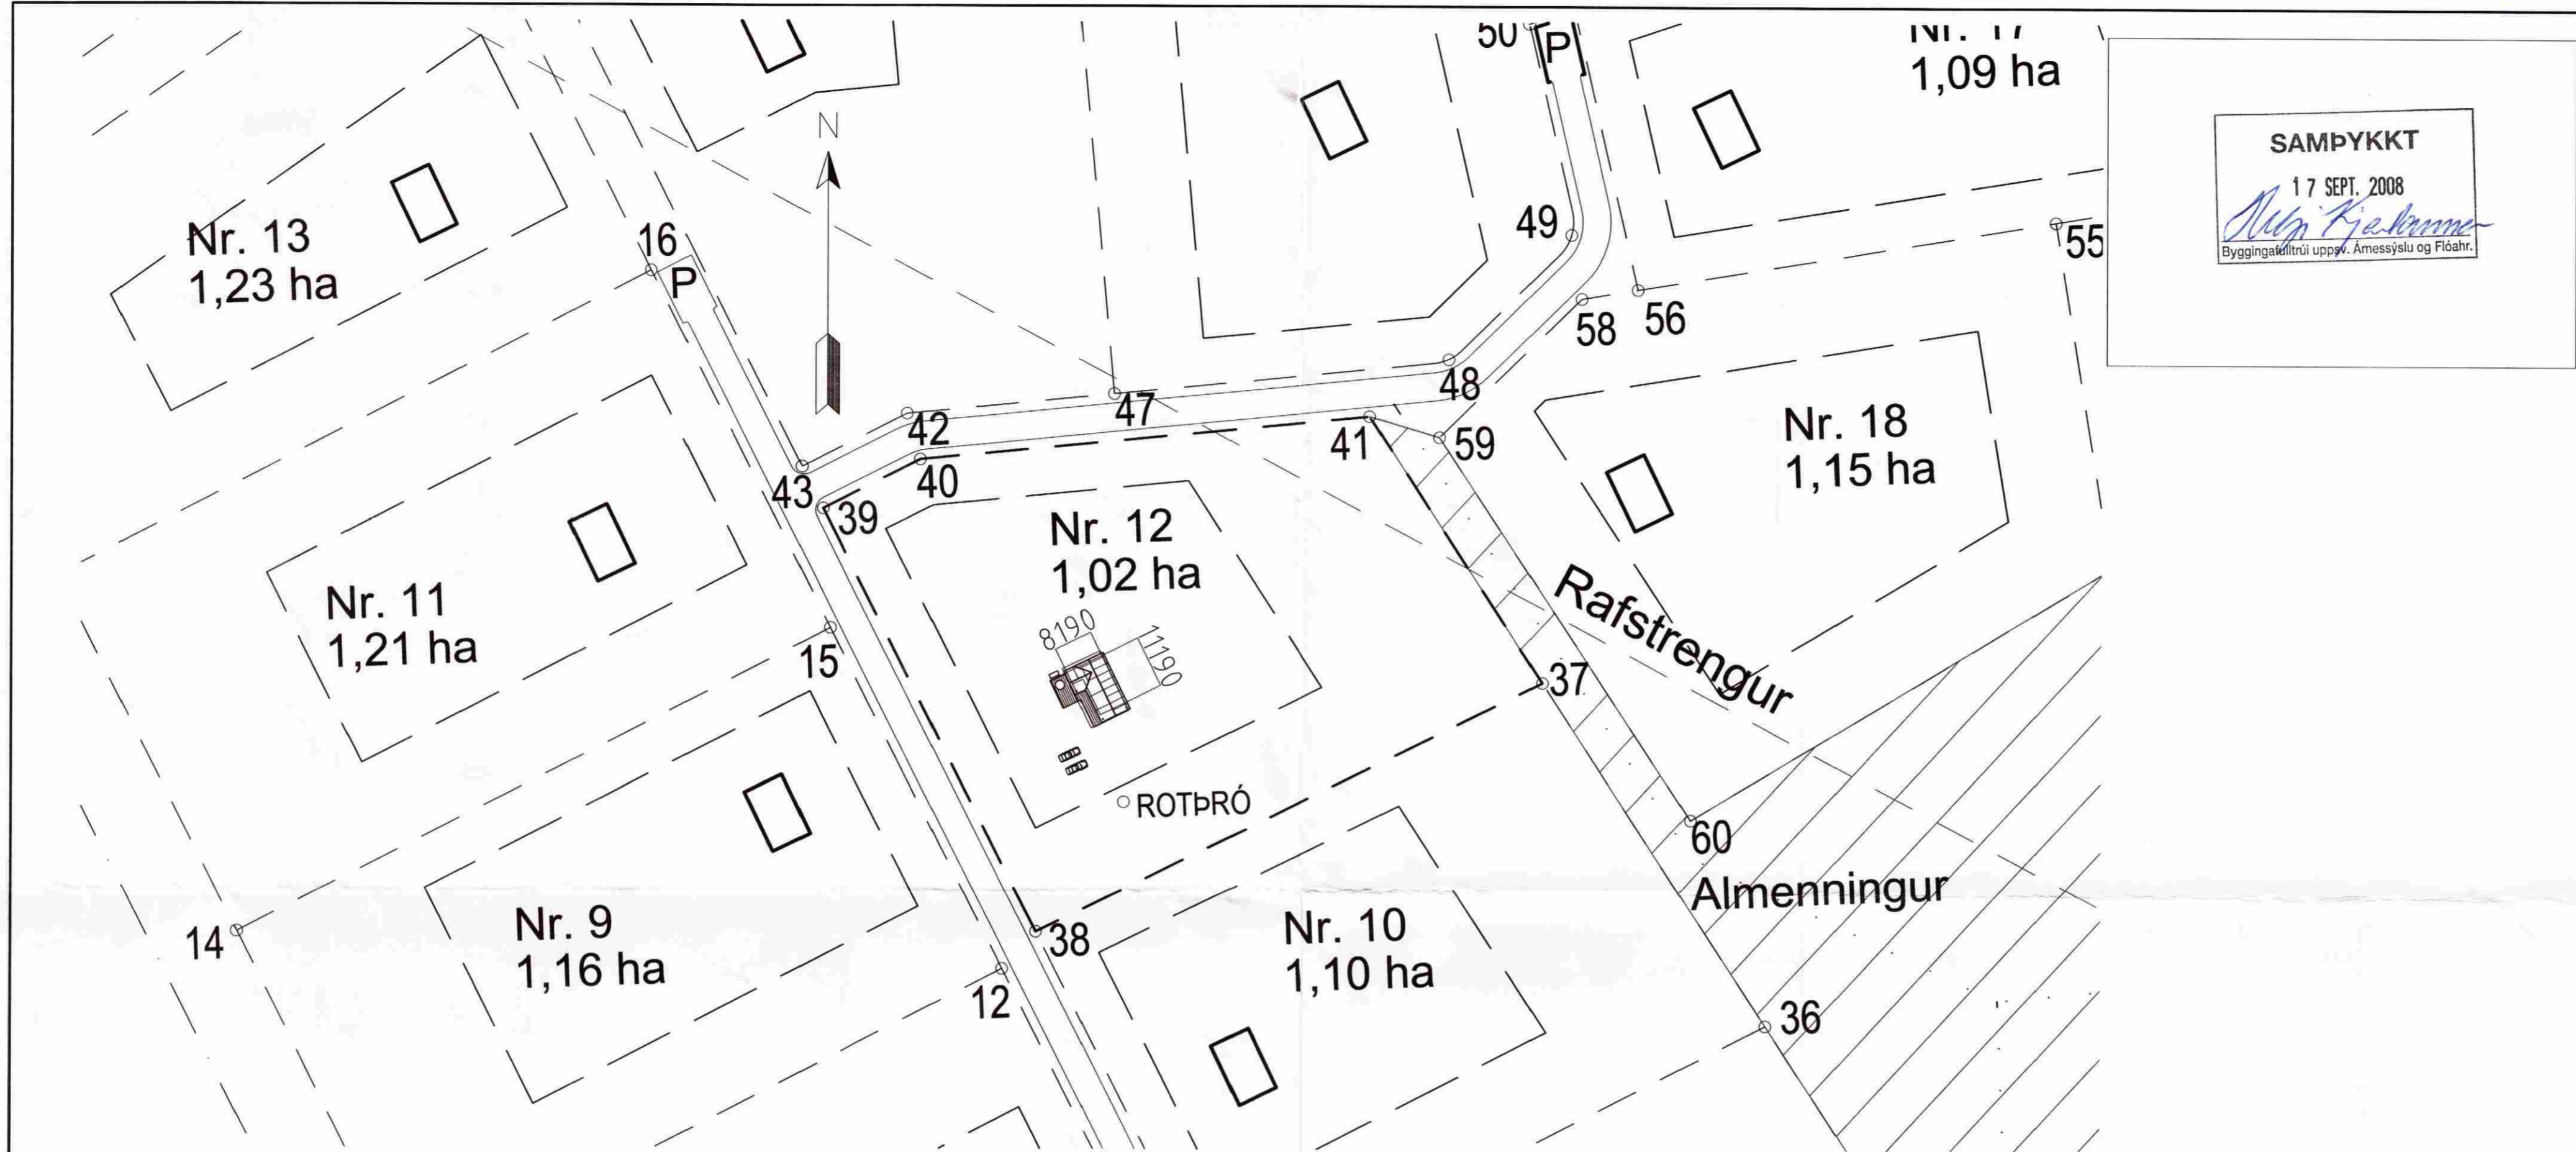 50
P
Nr. 17
1,09 ha
SAMÞYKKT
17 SEPT. 2008
Byggingafulltrúi uppsv. Árnessýslu og Flóahr.
N
Nr. 13
1,23 ha
16
P
49
55
56
58
48
47
42
41
59
43
40
39
Nr. 18
1,15 ha
Nr. 12
1,02 ha
Nr. 11
1,21 ha
8190
11190
15
37
Rafstrengur
ROTÞRÓ
60
Almenningur
14
Nr. 9
1,16 ha
38
Nr. 10
1,10 ha
12
36